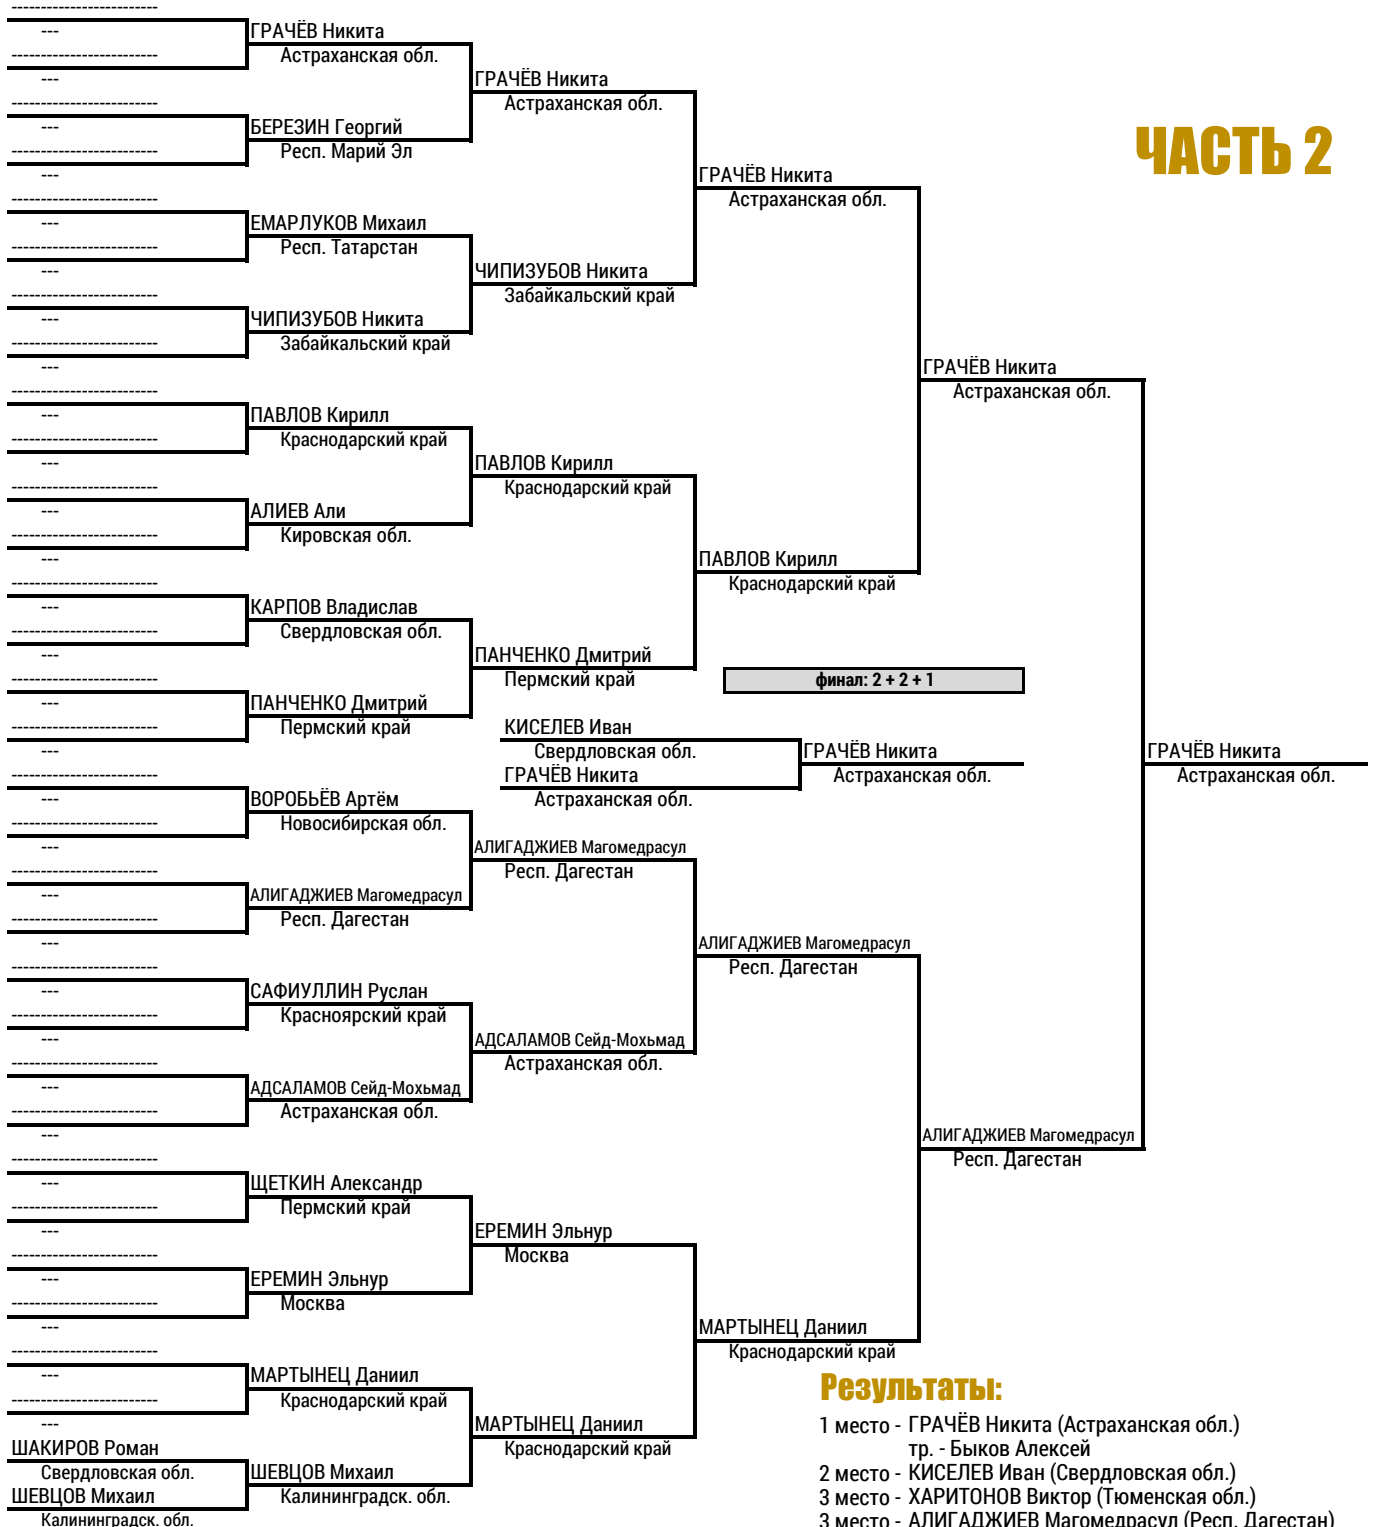 -------------------------
---
-------------------------
---
-------------------------
---
-------------------------
---
-------------------------
---
-------------------------
---
-------------------------
---
-------------------------
---
-------------------------
---
-------------------------
---
-------------------------
---
-------------------------
---
-------------------------
---
-------------------------
---
-------------------------
---
-------------------------
---
-------------------------
---
-------------------------
---
-------------------------
---
-------------------------
---
-------------------------
---
-------------------------
---
-------------------------
---
-------------------------
---
-------------------------
---
-------------------------
---
-------------------------
---
-------------------------
---
ШАКИРОВ Роман
Свердловская обл.
ШЕВЦОВ Михаил
Калининградск. обл.
ГРАЧЁВ Никита
Астраханская обл.
БЕРЕЗИН Георгий
Респ. Марий Эл
ЕМАРЛУКОВ Михаил
Респ. Татарстан
ЧИПИЗУБОВ Никита
Забайкальский край
ПАВЛОВ Кирилл
Краснодарский край
АЛИЕВ Али
Кировская обл.
КАРПОВ Владислав
Свердловская обл.
ПАНЧЕНКО Дмитрий
Пермский край
ВОРОБЬЁВ Артём
Новосибирская обл.
АЛИГАДЖИЕВ Магомедрасул
Респ. Дагестан
САФИУЛЛИН Руслан
Красноярский край
АДСАЛАМОВ Сейд-Мохьмад
Астраханская обл.
ЩЕТКИН Александр
Пермский край
ЕРЕМИН Эльнур
Москва
МАРТЫНЕЦ Даниил
Краснодарский край
ШЕВЦОВ Михаил
Калининградск. обл.
ГРАЧЁВ Никита
Астраханская обл.
ЧИПИЗУБОВ Никита
Забайкальский край
ПАВЛОВ Кирилл
Краснодарский край
ПАНЧЕНКО Дмитрий
Пермский край
КИСЕЛЕВ Иван
Свердловская обл.
ГРАЧЁВ Никита
Астраханская обл.
АЛИГАДЖИЕВ Магомедрасул
Респ. Дагестан
АДСАЛАМОВ Сейд-Мохьмад
Астраханская обл.
ЕРЕМИН Эльнур
Москва
МАРТЫНЕЦ Даниил
Краснодарский край
ГРАЧЁВ Никита
Астраханская обл.
ПАВЛОВ Кирилл
Краснодарский край
финал: 2 + 2 + 1
ГРАЧЁВ Никита
Астраханская обл.
АЛИГАДЖИЕВ Магомедрасул
Респ. Дагестан
МАРТЫНЕЦ Даниил
Краснодарский край
ЧАСТЬ 2
ГРАЧЁВ Никита
Астраханская обл.
АЛИГАДЖИЕВ Магомедрасул
Респ. Дагестан
ГРАЧЁВ Никита
Астраханская обл.
Результаты:
1 место - ГРАЧЁВ Никита (Астраханская обл.)
тр. - Быков Алексей
2 место - КИСЕЛЕВ Иван (Свердловская обл.)
3 место - ХАРИТОНОВ Виктор (Тюменская обл.)
3 место - АЛИГАДЖИЕВ Магомедрасул (Респ. Дагестан)